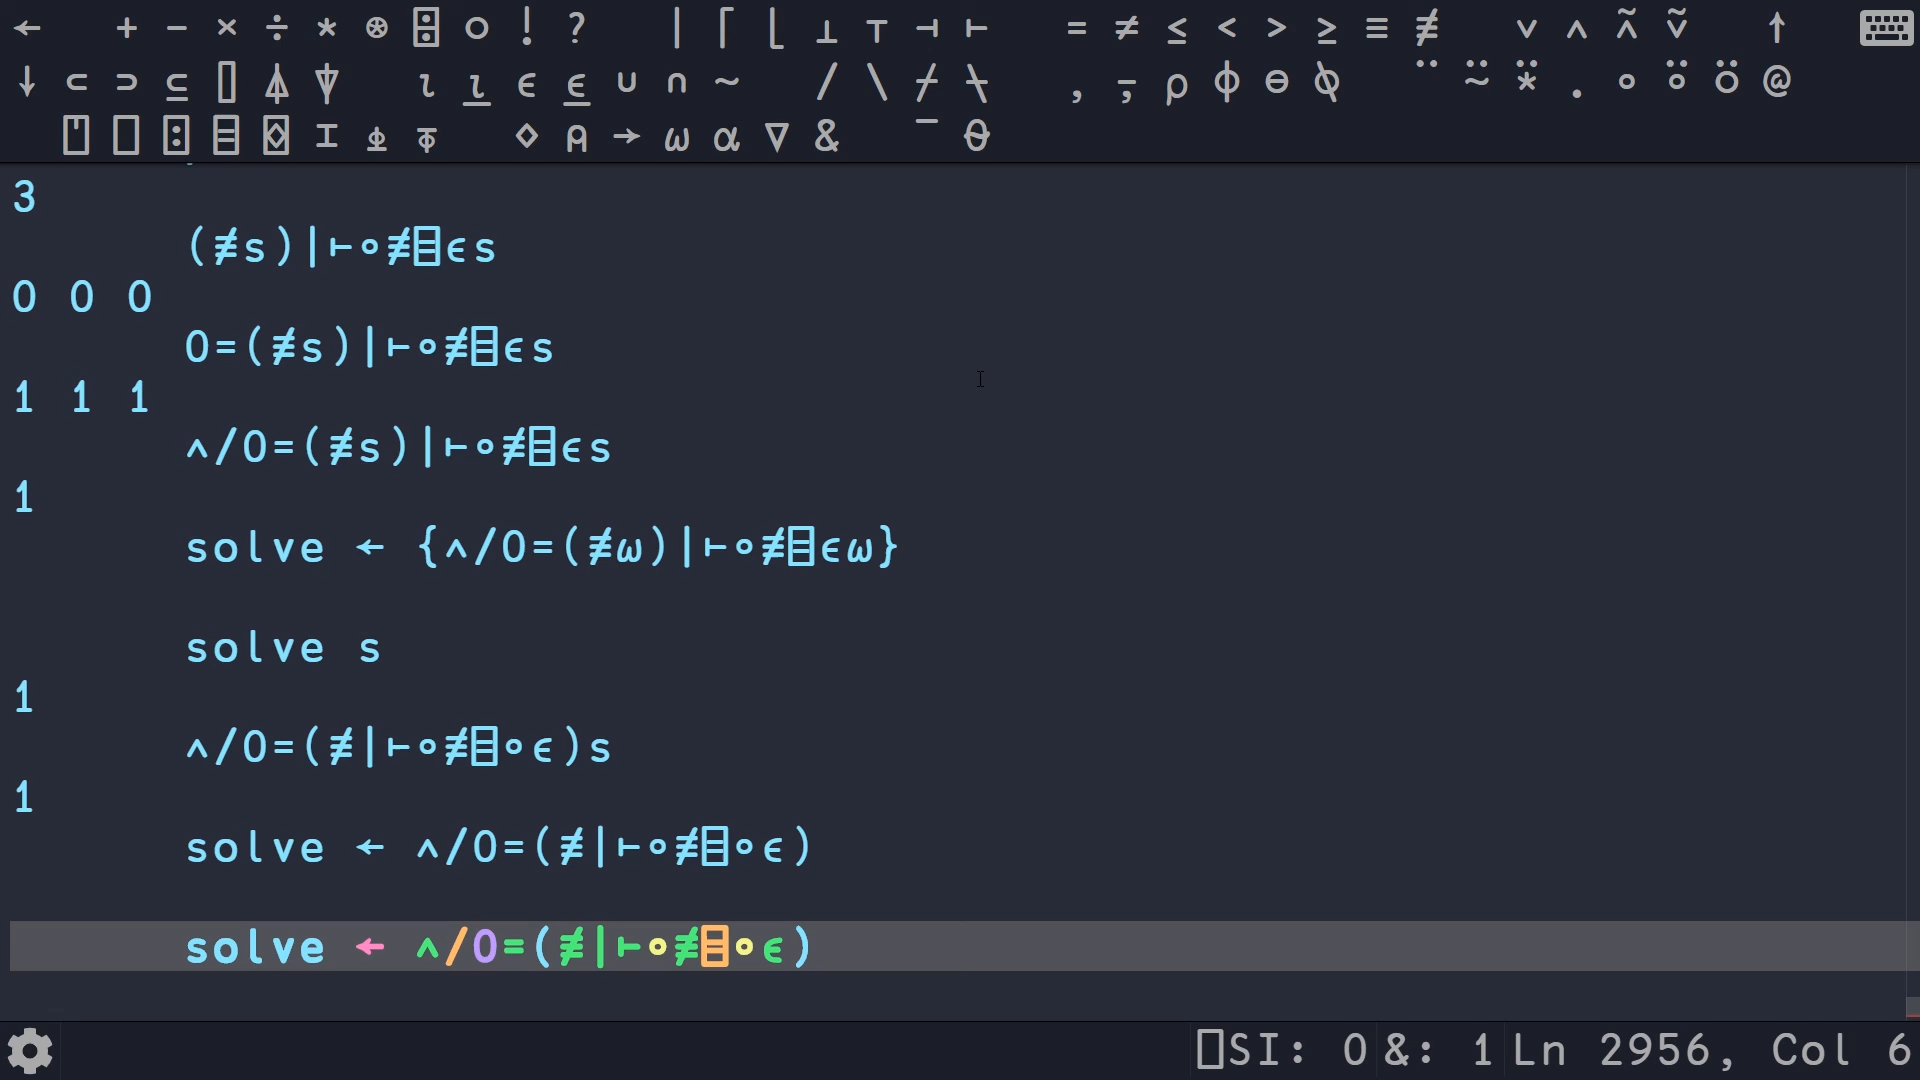 ← + - × ÷ * ⍟ ⌹ ○ ! ? | ⌈ ⌊ ⊥ ⊤ ⊣ ⊢ = ≠ ≤ < > ≥ ≡ ≢ ∨ ∧ ⍲ ⍱ ↑
↓ ⊂ ⊃ ⊆ ⌷ ⍋ ⍒ ⍳ ⍸ ∊ ⍷ ∪ ∩ ~ / \ ⌿ ⍀ , ⍪ ⍴ ⌽ ⊖ ⍉ ¨ ⍨ ⍣ . ∘ ⍤ ⍥ @
⍞ ⎕ ⍠ ⌸ ⌺ ⌶ ⍎ ⍕ ⋄ ⍝ → ⍵ ⍺ ∇ & ¯ ⍬
3
(≢s)|⊢∘≢⌸∊s
0 0 0
0=(≢s)|⊢∘≢⌸∊s
1 1 1
∧/0=(≢s)|⊢∘≢⌸∊s
1
solve ← {∧/0=(≢⍵)|⊢∘≢⌸∊⍵}
solve s
1
∧/0=(≢|⊢∘≢⌸∘∊)s
1
solve ← ∧/0=(≢|⊢∘≢⌸∘∊)
solve ← ∧/0=(≢|⊢∘≢⌸∘∊)
⎕SI: 0 &: 1 Ln 2956, Col 6